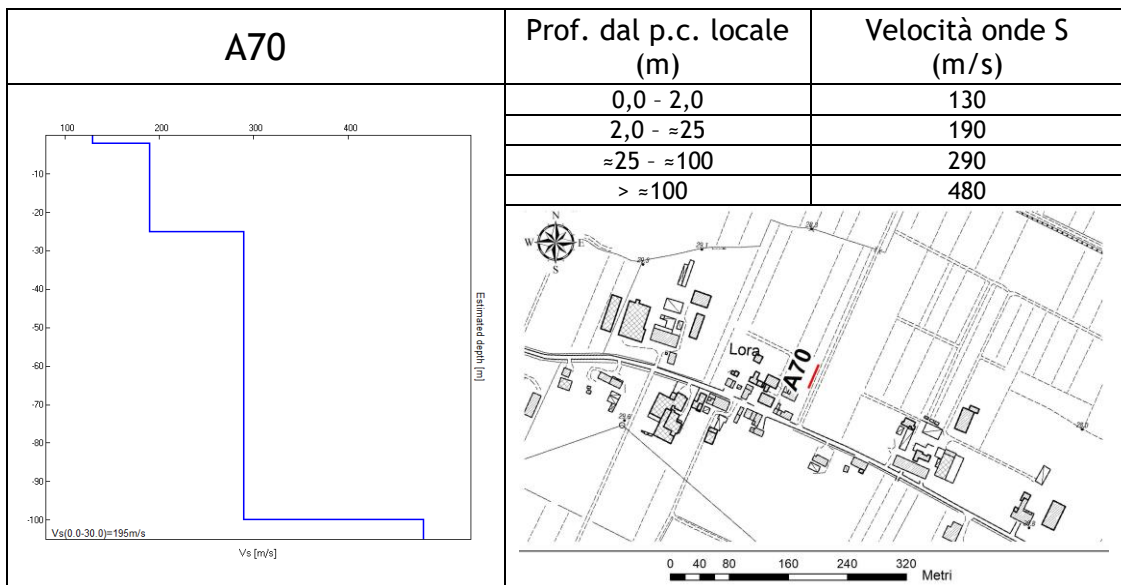 A70
Prof. dal p.c. locale
(m)
Velocità onde S
(m/s)
0,0 – 2,0 130
2,0 – ≈25 190
≈25 – ≈100 290
> ≈100 480
100 200 300 400
-10
-20
-30
-40
-50
-60
-70
-80
-90
-100
Estimated depth [m]
Vs(0.0-30.0)=195m/s
Vs [m/s]
N
W E
S
Lora
A70
0 40 80 160 240 320
Metri